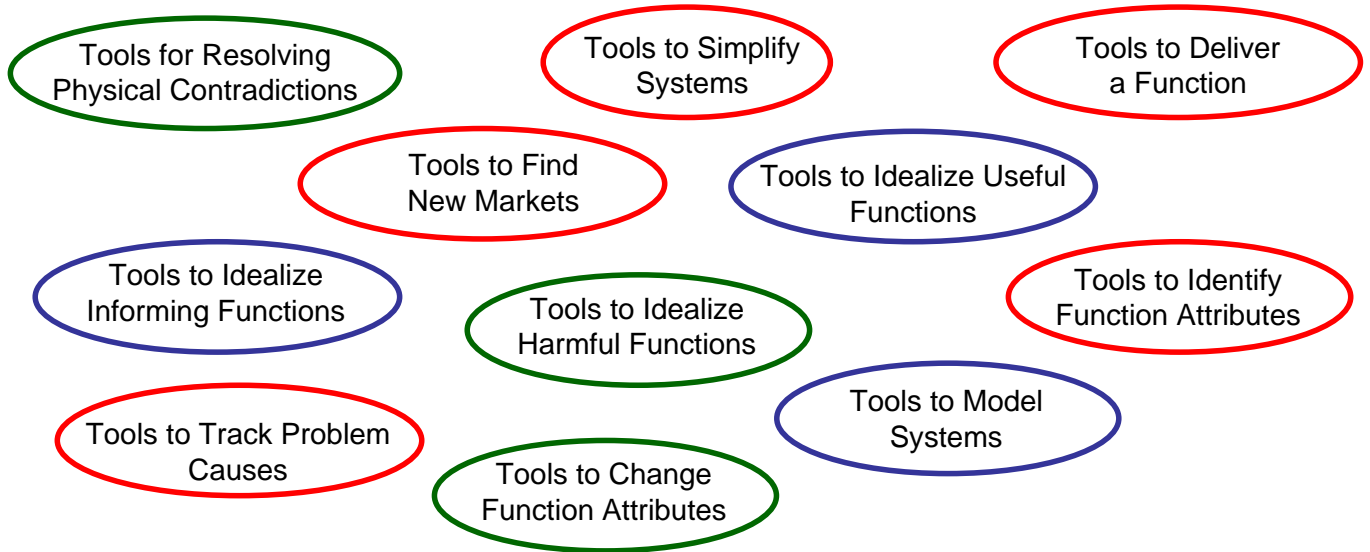 Tools for Resolving
Physical Contradictions
Tools to Simplify
Systems
Tools to Deliver
a Function
Tools to Find
New Markets
Tools to Idealize Useful
Functions
Tools to Idealize
Informing Functions
Tools to Idealize
Harmful Functions
Tools to Identify
Function Attributes
Tools to Track Problem
Causes
Tools to Change
Function Attributes
Tools to Model
Systems